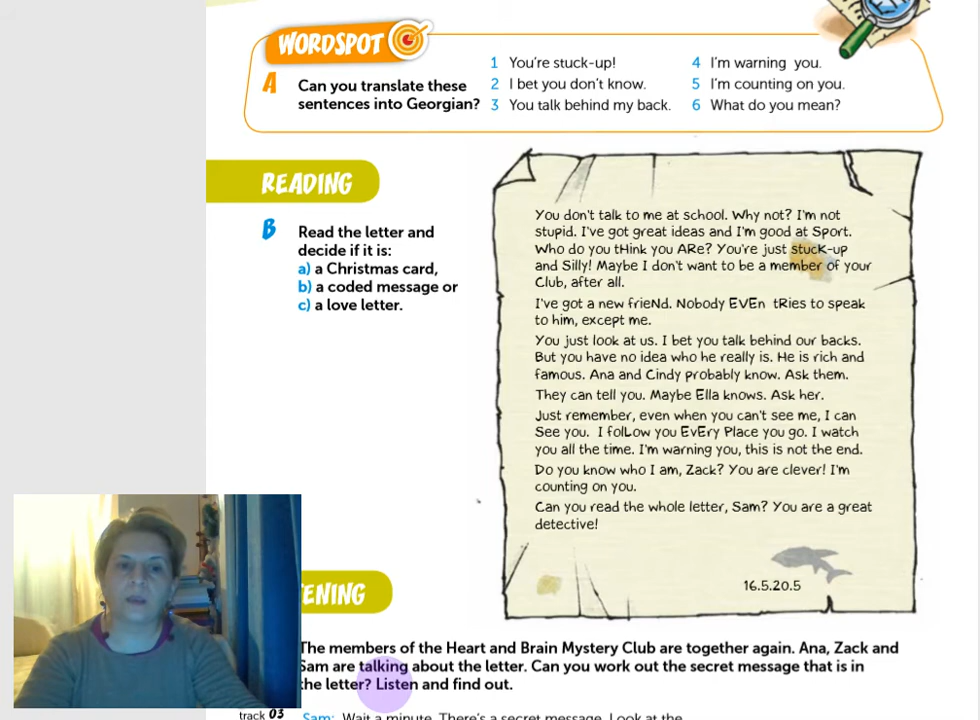 WORDSPOT
A Can you translate these
sentences into Georgian?
1 You're stuck-up!
2 I bet you don't know.
3 You talk behind my back.
4 I'm warning you.
5 I'm counting on you.
6 What do you mean?
READING
B Read the letter and
decide if it is:
a) a Christmas card,
b) a coded message or
c) a love letter.
You don't talk to me at school. Why not? I'm not
stupid. I've got great ideas and I'm good at Sport.
Who do you tHink you ARe? You're just stucK-up
and Silly! Maybe I don't want to be a member of your
Club, after all.
I've got a new frieNd. Nobody EVEn tRies to speak
to him, except me.
You just look at us. I bet you talk behind our backs.
But you have no idea who he really is. He is rich and
famous. Ana and Cindy probably know. Ask them.
They can tell you. Maybe Ella knows. Ask her.
Just remember, even when you can't see me, I can
See you. I folLow you EvEry Place you go. I watch
you all the time. I'm warning you, this is not the end.
Do you know who I am, Zack? You are clever! I'm
counting on you.
Can you read the whole letter, Sam? You are a great
detective!
16.5.20.5
ENING
The members of the Heart and Brain Mystery Club are together again. Ana, Zack and
Sam are talking about the letter. Can you work out the secret message that is in
the letter? Listen and find out.
track 03 Sam: Wait a minute. There's a secret message. Look at the